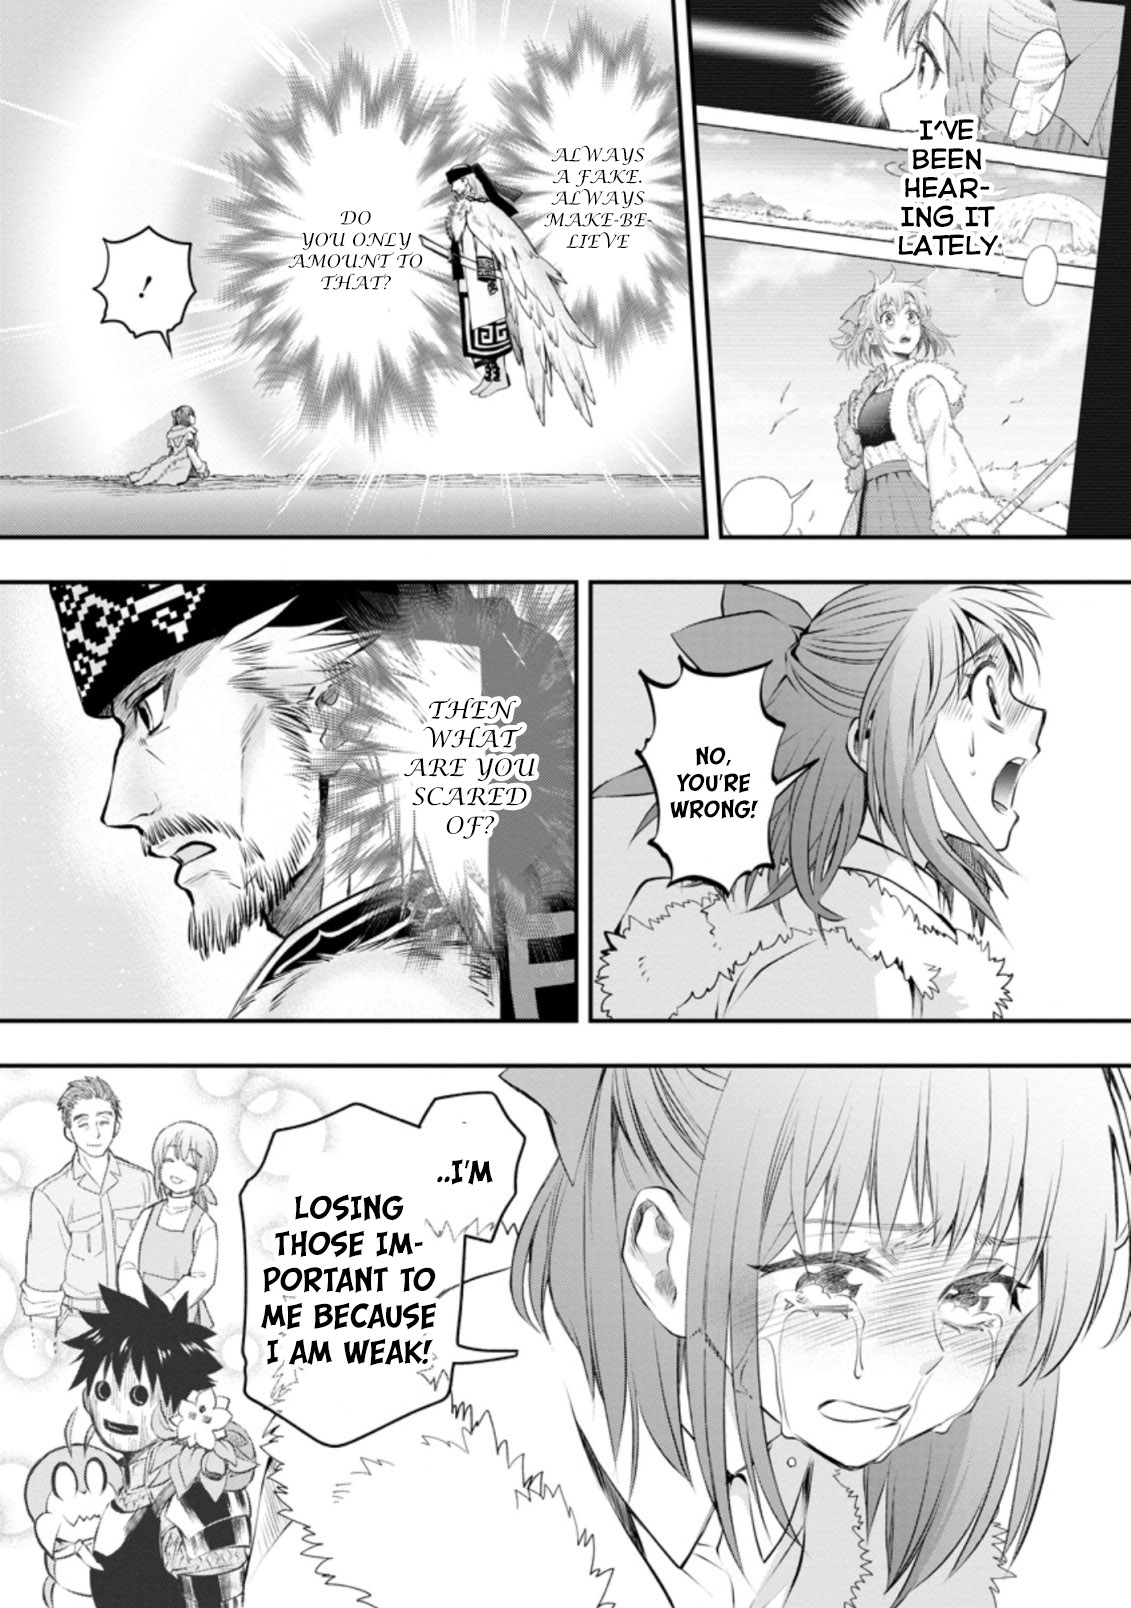 I'VE
BEEN
HEAR-
ING IT
LATELY
ALWAYS
A FAKE.
ALWAYS
MAKE-BE-
LIEVE
DO
YOU ONLY
AMOUNT TO
THAT?
!
NO,
YOU'RE
WRONG!
THEN
WHAT
ARE YOU
SCARED
OF?
..I'M
LOSING
THOSE IM-
PORTANT TO
ME BECAUSE
I AM WEAK!